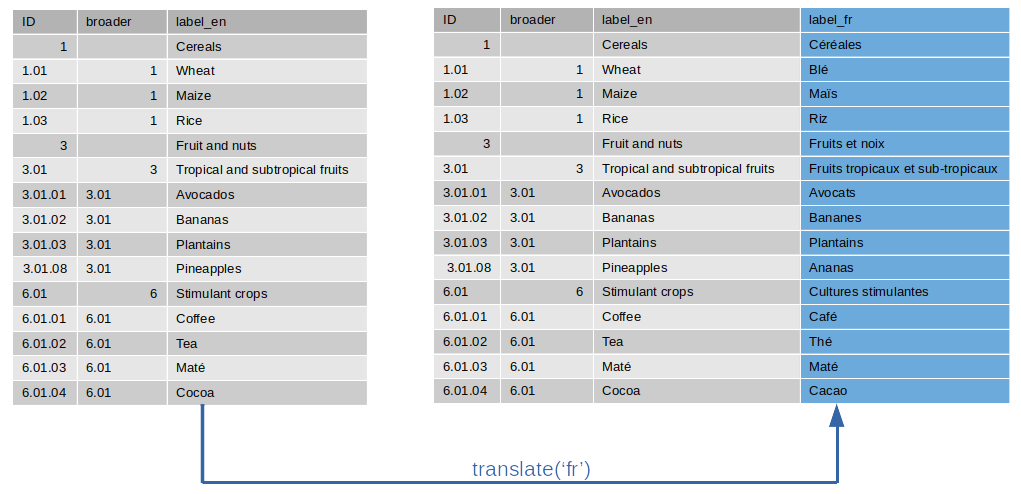 ID broader label_en
1 Cereals
1.01 1 Wheat
1.02 1 Maize
1.03 1 Rice
3 Fruit and nuts
3.01 3 Tropical and subtropical fruits
3.01.01 3.01 Avocados
3.01.02 3.01 Bananas
3.01.03 3.01 Plantains
3.01.08 3.01 Pineapples
6.01 6 Stimulant crops
6.01.01 6.01 Coffee
6.01.02 6.01 Tea
6.01.03 6.01 Maté
6.01.04 6.01 Cocoa
ID broader label_en label_fr
1 Cereals Céréales
1.01 1 Wheat Blé
1.02 1 Maize Maïs
1.03 1 Rice Riz
3 Fruit and nuts Fruits et noix
3.01 3 Tropical and subtropical fruits Fruits tropicaux et sub-tropicaux
3.01.01 3.01 Avocados Avocats
3.01.02 3.01 Bananas Bananes
3.01.03 3.01 Plantains Plantains
3.01.08 3.01 Pineapples Ananas
6.01 6 Stimulant crops Cultures stimulantes
6.01.01 6.01 Coffee Café
6.01.02 6.01 Tea Thé
6.01.03 6.01 Maté Maté
6.01.04 6.01 Cocoa Cacao
translate(‘fr’)